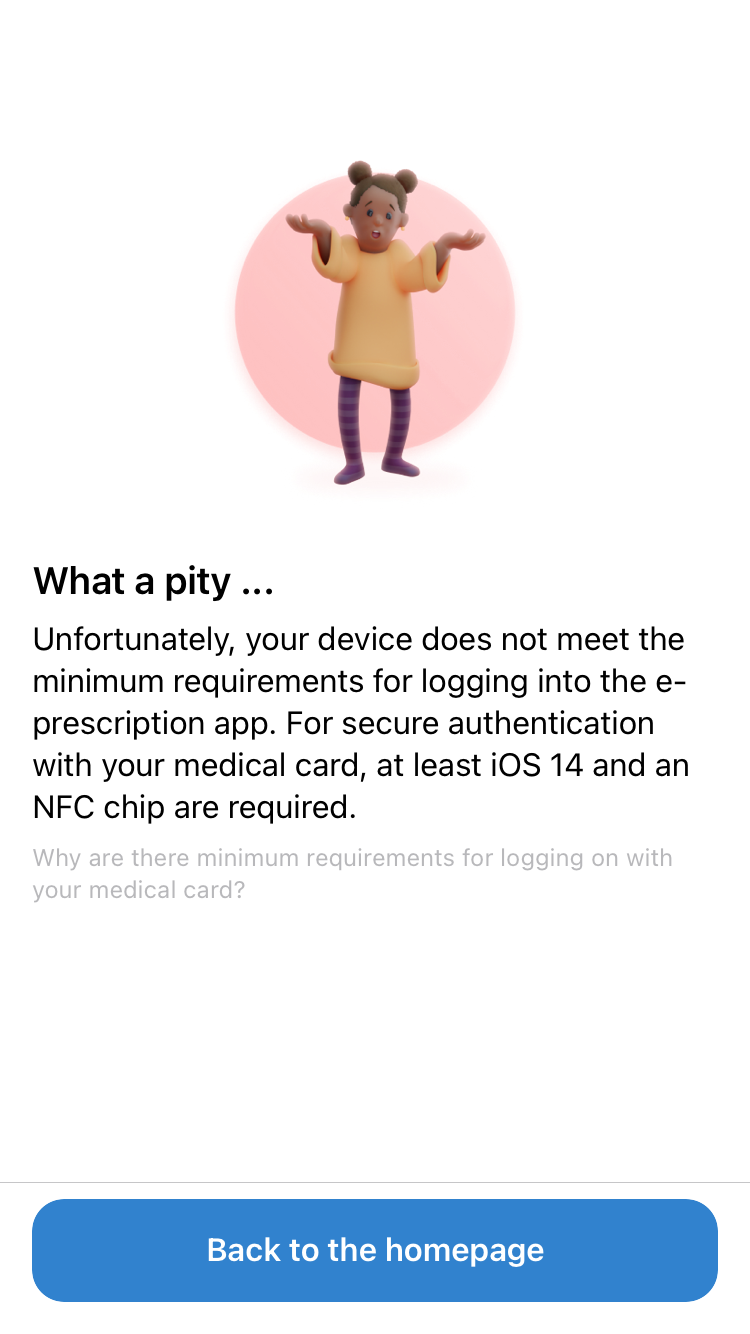 What a pity ...
Unfortunately, your device does not meet the
minimum requirements for logging into the e-
prescription app. For secure authentication
with your medical card, at least iOS 14 and an
NFC chip are required.
Why are there minimum requirements for logging on with
your medical card?
Back to the homepage